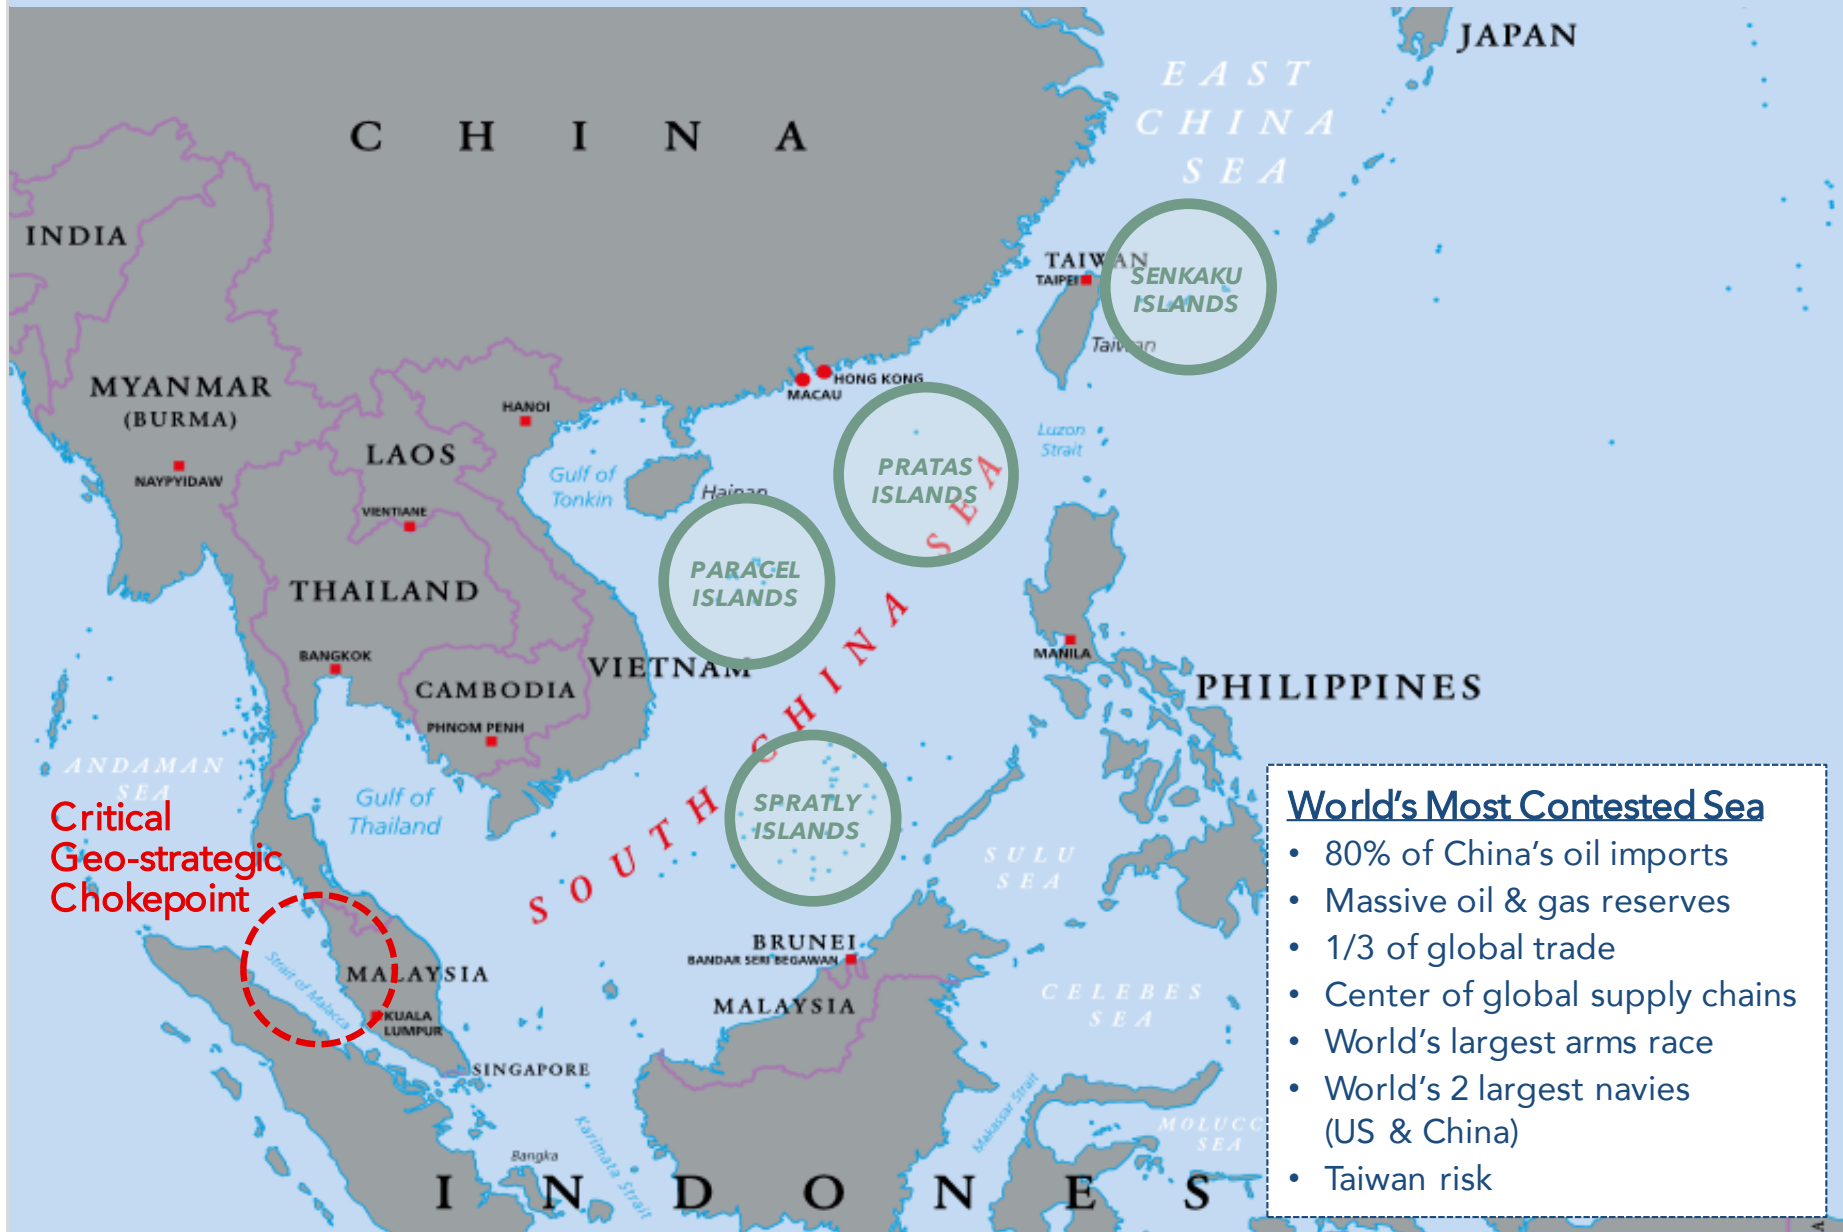 JAPAN
EAST
CHINA
SEA
CHINA
INDIA
TAIWAN
TAIPEI
SENKAKU
ISLANDS
Taiwan
MYANMAR
(BURMA)
HONG KONG
MACAU
HANOI
LAOS
Luzon
Strait
NAYPYIDAW
Gulf of
Tonkin
Hainan
PRATAS
ISLANDS
VIENTIANE
THAILAND
PARACEL
ISLANDS
BANGKOK
VIETNAM
MANILA
CAMBODIA
PHILIPPINES
PHNOM PENH
SOUTH CHINA SEA
ANDAMAN
SEA
Gulf of
Thailand
SPRATLY
ISLANDS
Critical
Geo-strategic
Chokepoint
SULU
SEA
BRUNEI
BANDAR SERI BEGAWAN
Strait of Malacca
MALAYSIA
MALAYSIA
KUALA
LUMPUR
CELEBES
SEA
SINGAPORE
Makassar Strait
Karimata Strait
MOLUCC
SEA
Bangka
INDONES
World's Most Contested Sea
• 80% of China's oil imports
• Massive oil & gas reserves
• 1/3 of global trade
• Center of global supply chains
• World's largest arms race
• World's 2 largest navies
(US & China)
• Taiwan risk